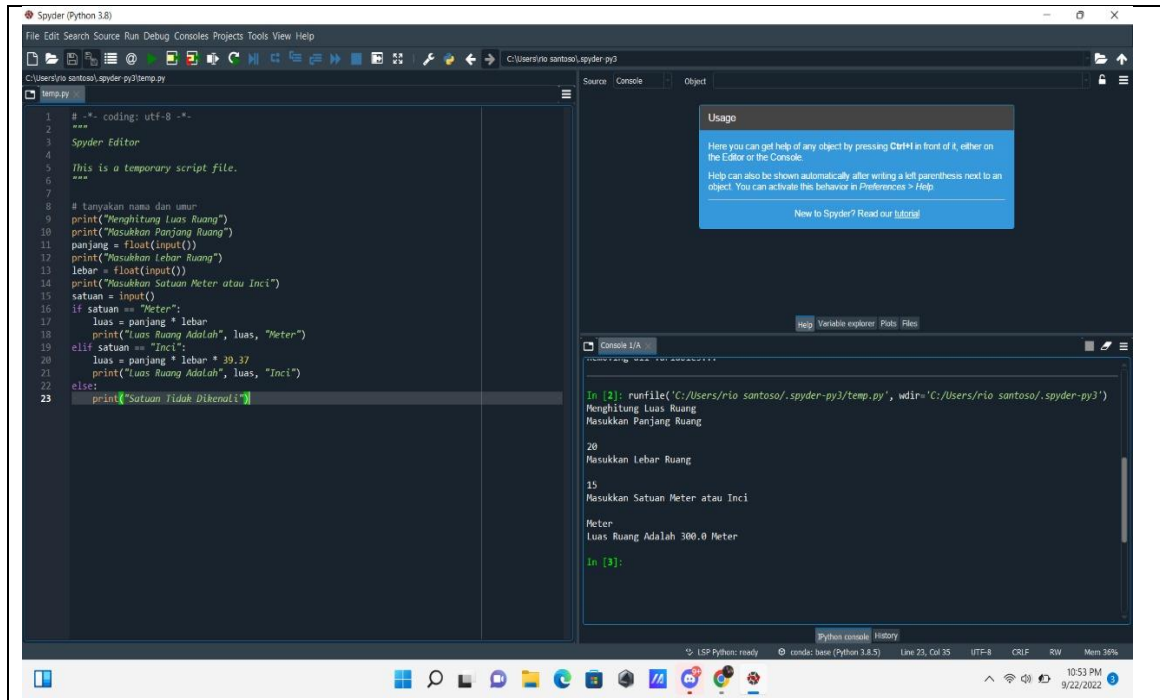 Spyder (Python 3.8)
File Edit Search Source Run Debug Consoles Projects Tools View Help
C:\Users\rio santoso\.spyder-py3
C:\Users\rio santoso\.spyder-py3\temp.py
temp.py
1 # -*- coding: utf-8 -*-
2 """
3 Spyder Editor
4
5 This is a temporary script file.
6 """
7
8 # tanyakan nama dan umur
9 print("Menghitung Luas Ruang")
10 print("Masukkan Panjang Ruang")
11 panjang = float(input())
12 print("Masukkan Lebar Ruang")
13 lebar = float(input())
14 print("Masukkan Satuan Meter atau Inci")
15 satuan = input()
16 if satuan == "Meter":
17 luas = panjang * lebar
18 print("Luas Ruang Adalah", luas, "Meter")
19 elif satuan == "Inci":
20 luas = panjang * lebar * 39.37
21 print("Luas Ruang Adalah", luas, "Inci")
22 else:
23 print("Satuan Tidak Dikenali")
Source Console Object
Usage
Here you can get help of any object by pressing Ctrl+I in front of it, either on
the Editor or the Console.
Help can also be shown automatically after writing a left parenthesis next to an
object. You can activate this behavior in Preferences > Help.
New to Spyder? Read our tutorial
Help Variable explorer Plots Files
Console 1/A
In [2]: runfile('C:/Users/rio santoso/.spyder-py3/temp.py', wdir='C:/Users/rio santoso/.spyder-py3')
Menghitung Luas Ruang
Masukkan Panjang Ruang
20
Masukkan Lebar Ruang
15
Masukkan Satuan Meter atau Inci
Meter
Luas Ruang Adalah 300.0 Meter
In [3]:
IPython console History
LSP Python: ready conda: base (Python 3.8.5) Line 23, Col 35 UTF-8 CRLF RW Mem 36%
10:53 PM
9/22/2022 3